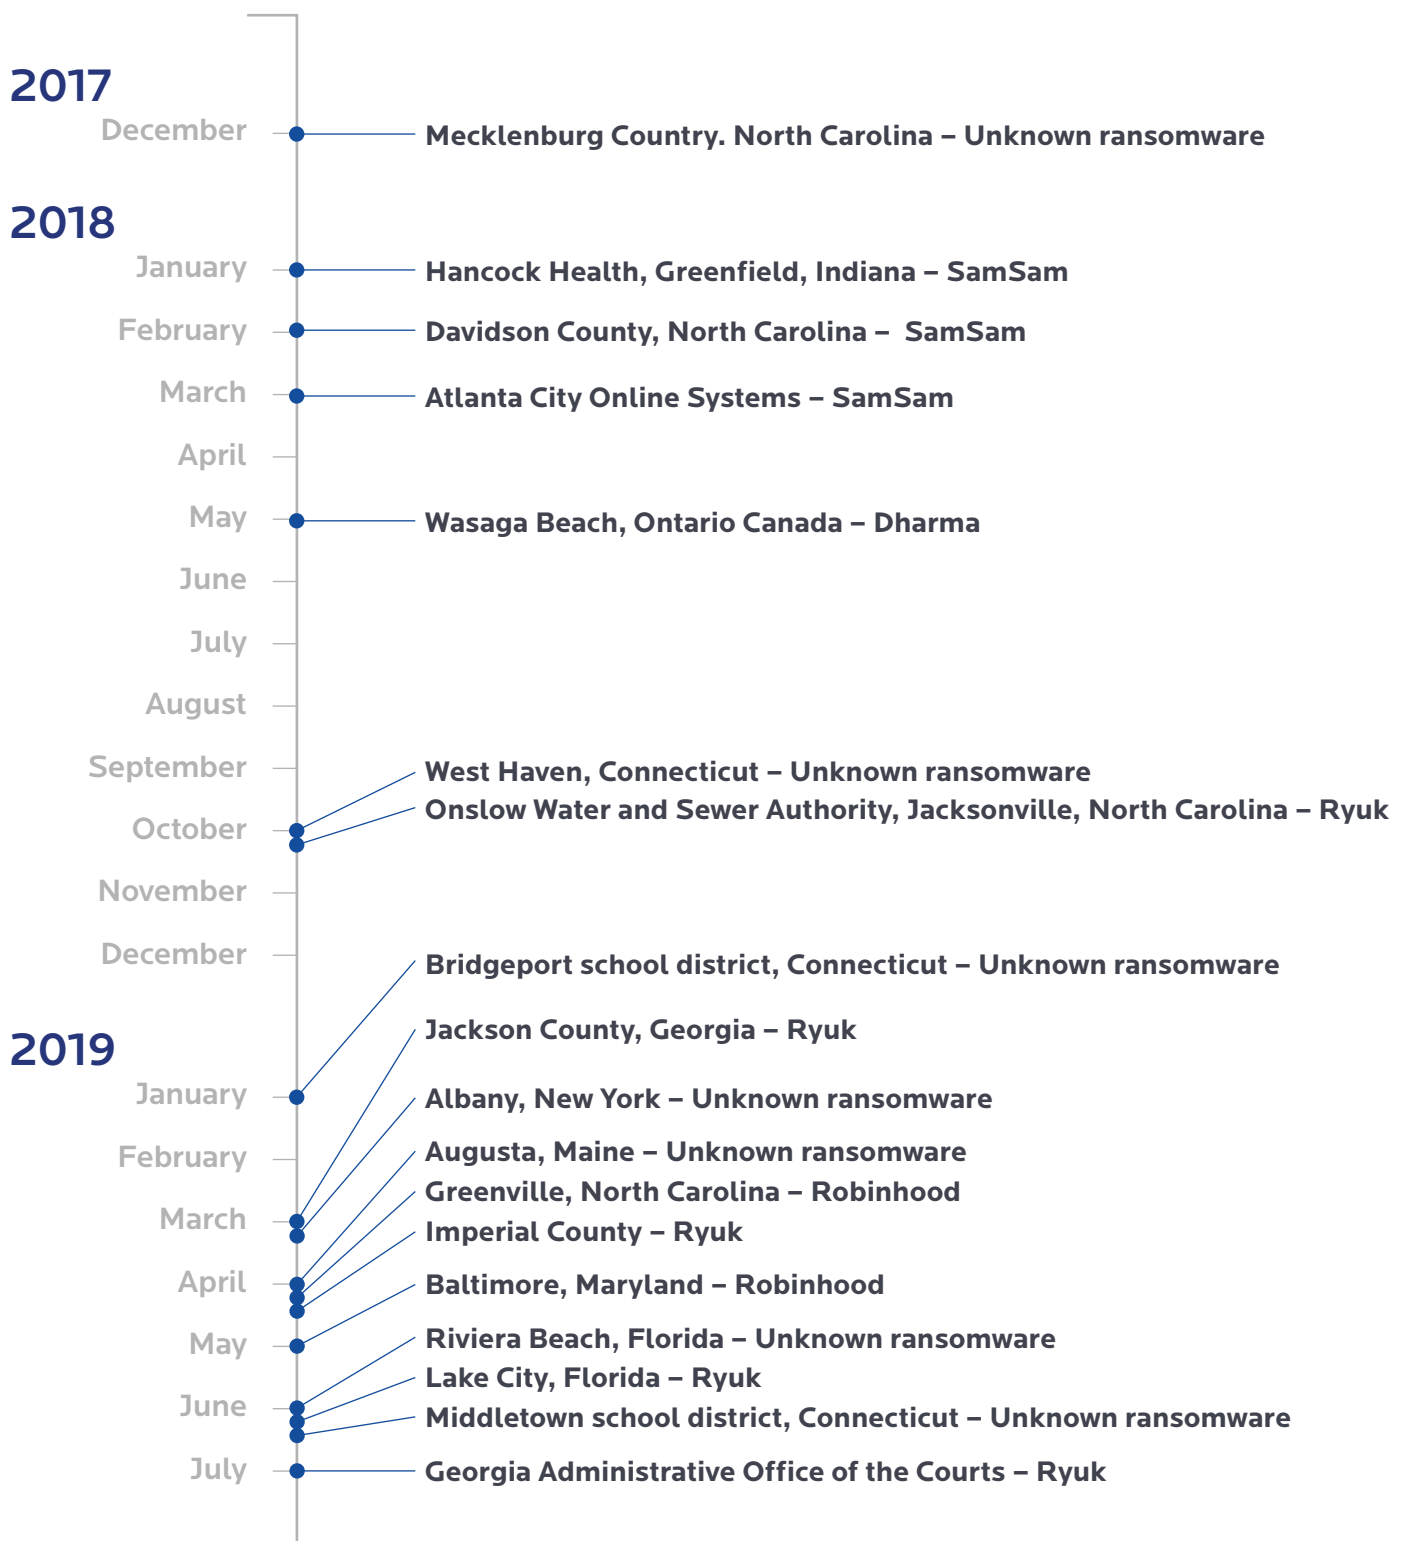 2017
December
Mecklenburg Country. North Carolina – Unknown ransomware
2018
January
Hancock Health, Greenfield, Indiana – SamSam
February
Davidson County, North Carolina – SamSam
March
Atlanta City Online Systems – SamSam
April
May
Wasaga Beach, Ontario Canada – Dharma
June
July
August
September
West Haven, Connecticut – Unknown ransomware
Onslow Water and Sewer Authority, Jacksonville, North Carolina – Ryuk
October
November
December
Bridgeport school district, Connecticut – Unknown ransomware
Jackson County, Georgia – Ryuk
2019
January
Albany, New York – Unknown ransomware
February
Augusta, Maine – Unknown ransomware
Greenville, North Carolina – Robinhood
March
Imperial County – Ryuk
April
Baltimore, Maryland – Robinhood
May
Riviera Beach, Florida – Unknown ransomware
Lake City, Florida – Ryuk
June
Middletown school district, Connecticut – Unknown ransomware
July
Georgia Administrative Office of the Courts – Ryuk